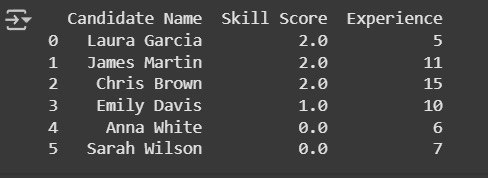 Candidate Name Skill Score Experience
0 Laura Garcia 2.0 5
1 James Martin 2.0 11
2 Chris Brown 2.0 15
3 Emily Davis 1.0 10
4 Anna White 0.0 6
5 Sarah Wilson 0.0 7